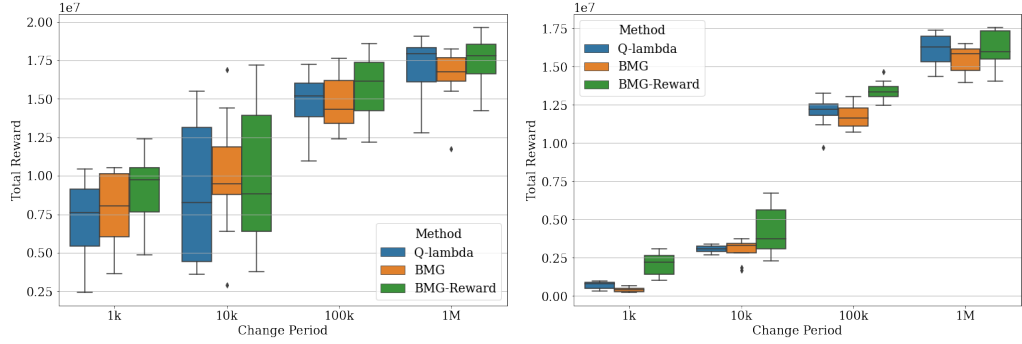 1e7
2.00
1.75
1.50
1.25
1.00
0.75
0.50
0.25
Total Reward
1k
10k
100k
1M
Change Period
Method
Q-lambda
BMG
BMG-Reward
1e7
1.75
1.50
1.25
1.00
0.75
0.50
0.25
0.00
Total Reward
1k
10k
100k
1M
Change Period
Method
Q-lambda
BMG
BMG-Reward